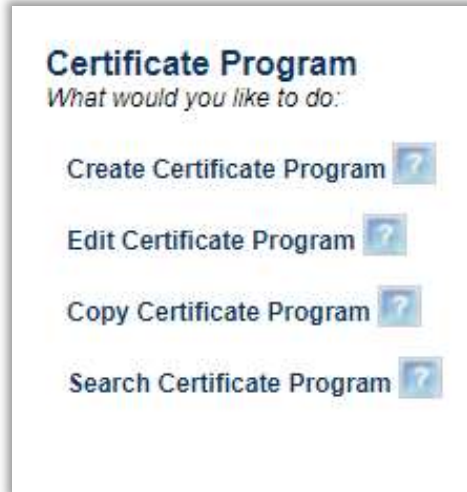 Certificate Program
What would you like to do:
Create Certificate Program ?
Edit Certificate Program ?
Copy Certificate Program ?
Search Certificate Program ?